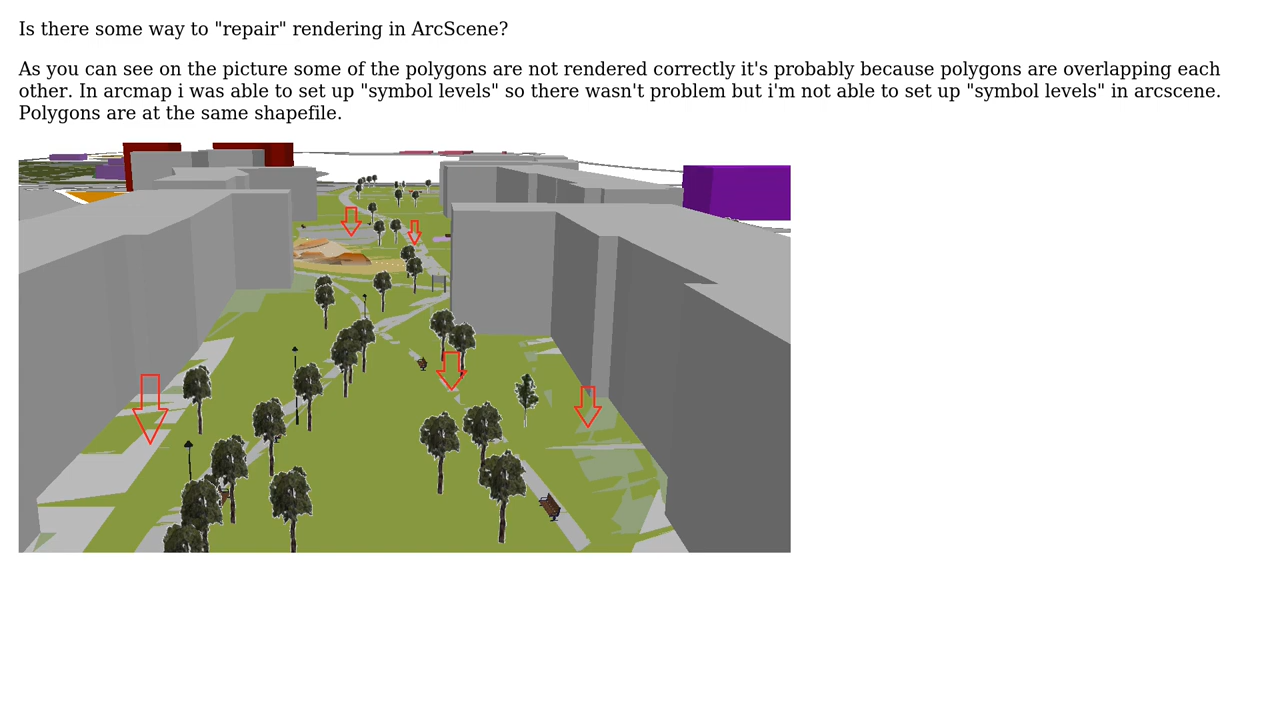 Is there some way to "repair" rendering in ArcScene?
As you can see on the picture some of the polygons are not rendered correctly it's probably because polygons are overlapping each
other. In arcmap i was able to set up "symbol levels" so there wasn't problem but i'm not able to set up "symbol levels" in arcscene.
Polygons are at the same shapefile.